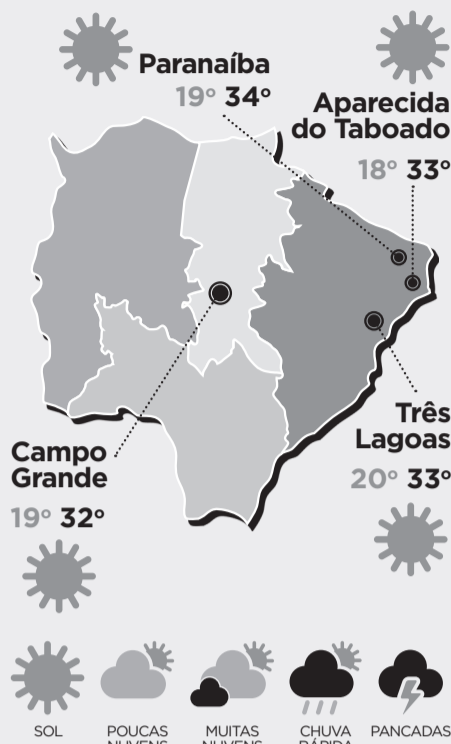 Paranaíba
19° 34°
Aparecida
do Taboado
18° 33°
Três
Lagoas
20° 33°
Campo
Grande
19° 32°
SOL
POUCAS
NUVENS
MUITAS
NUVENS
CHUVA
RÁPIDA
PANCADAS